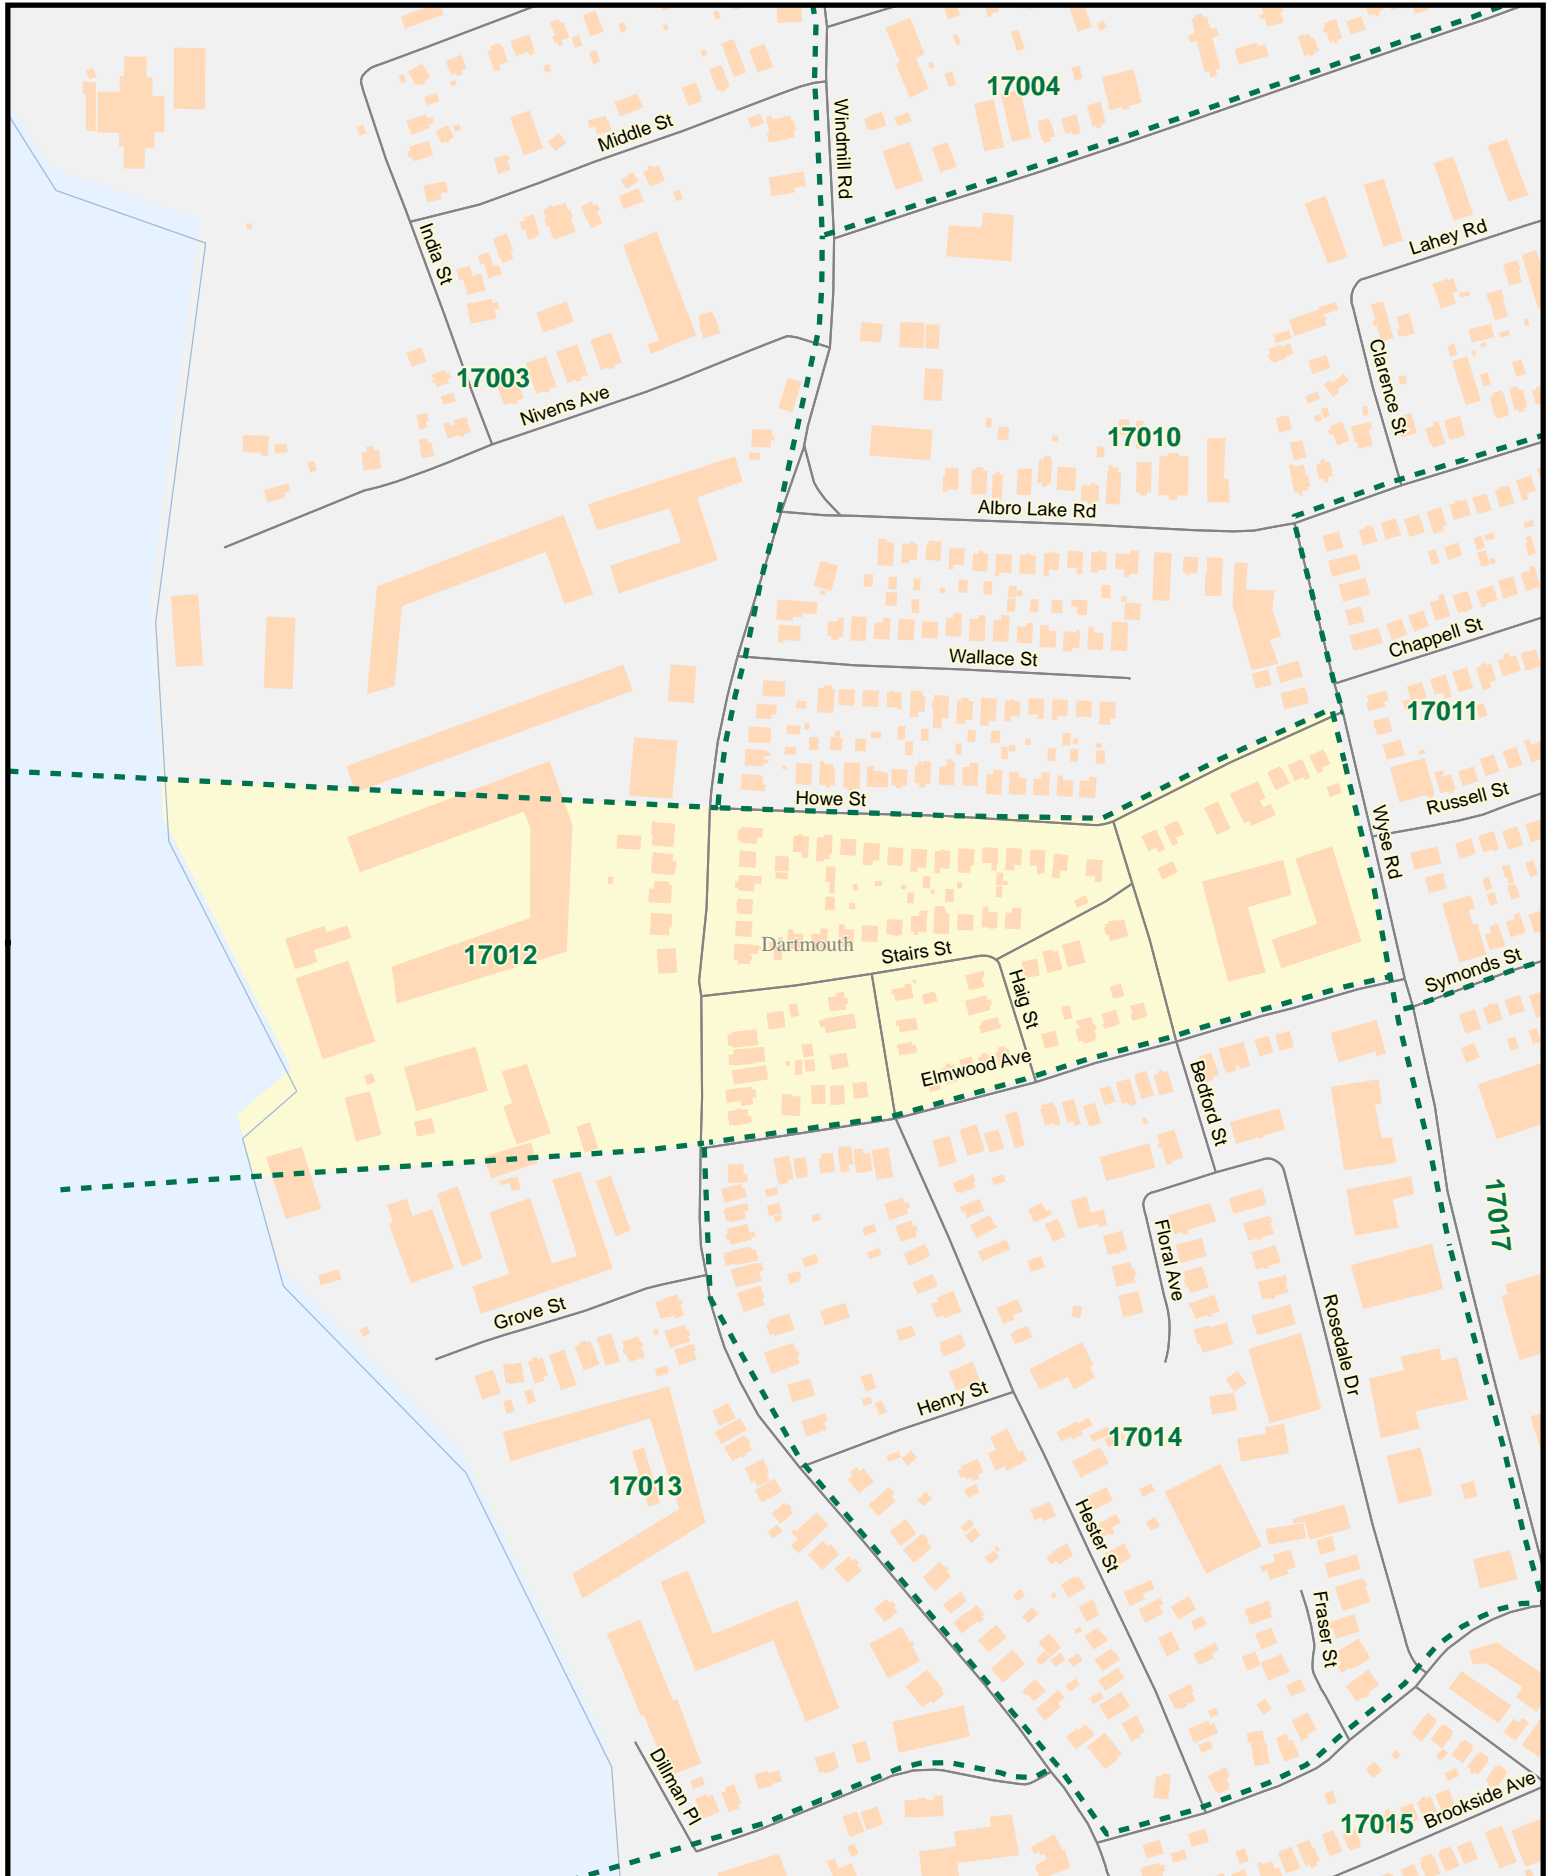 17004
Windmill Rd
Middle St
India St
Lahey Rd
Clarence St
17003
Nivens Ave
17010
Albro Lake Rd
Chappell St
Wallace St
17011
Howe St
Russell St
Wyse Rd
Dartmouth
17012
Stairs St
Symonds St
Haig St
Elmwood Ave
Bedford St
17017
Floral Ave
Grove St
Rosedale Dr
Henry St
17014
17013
Hester St
Fraser St
Dillman Pl
17015
Brookside Ave